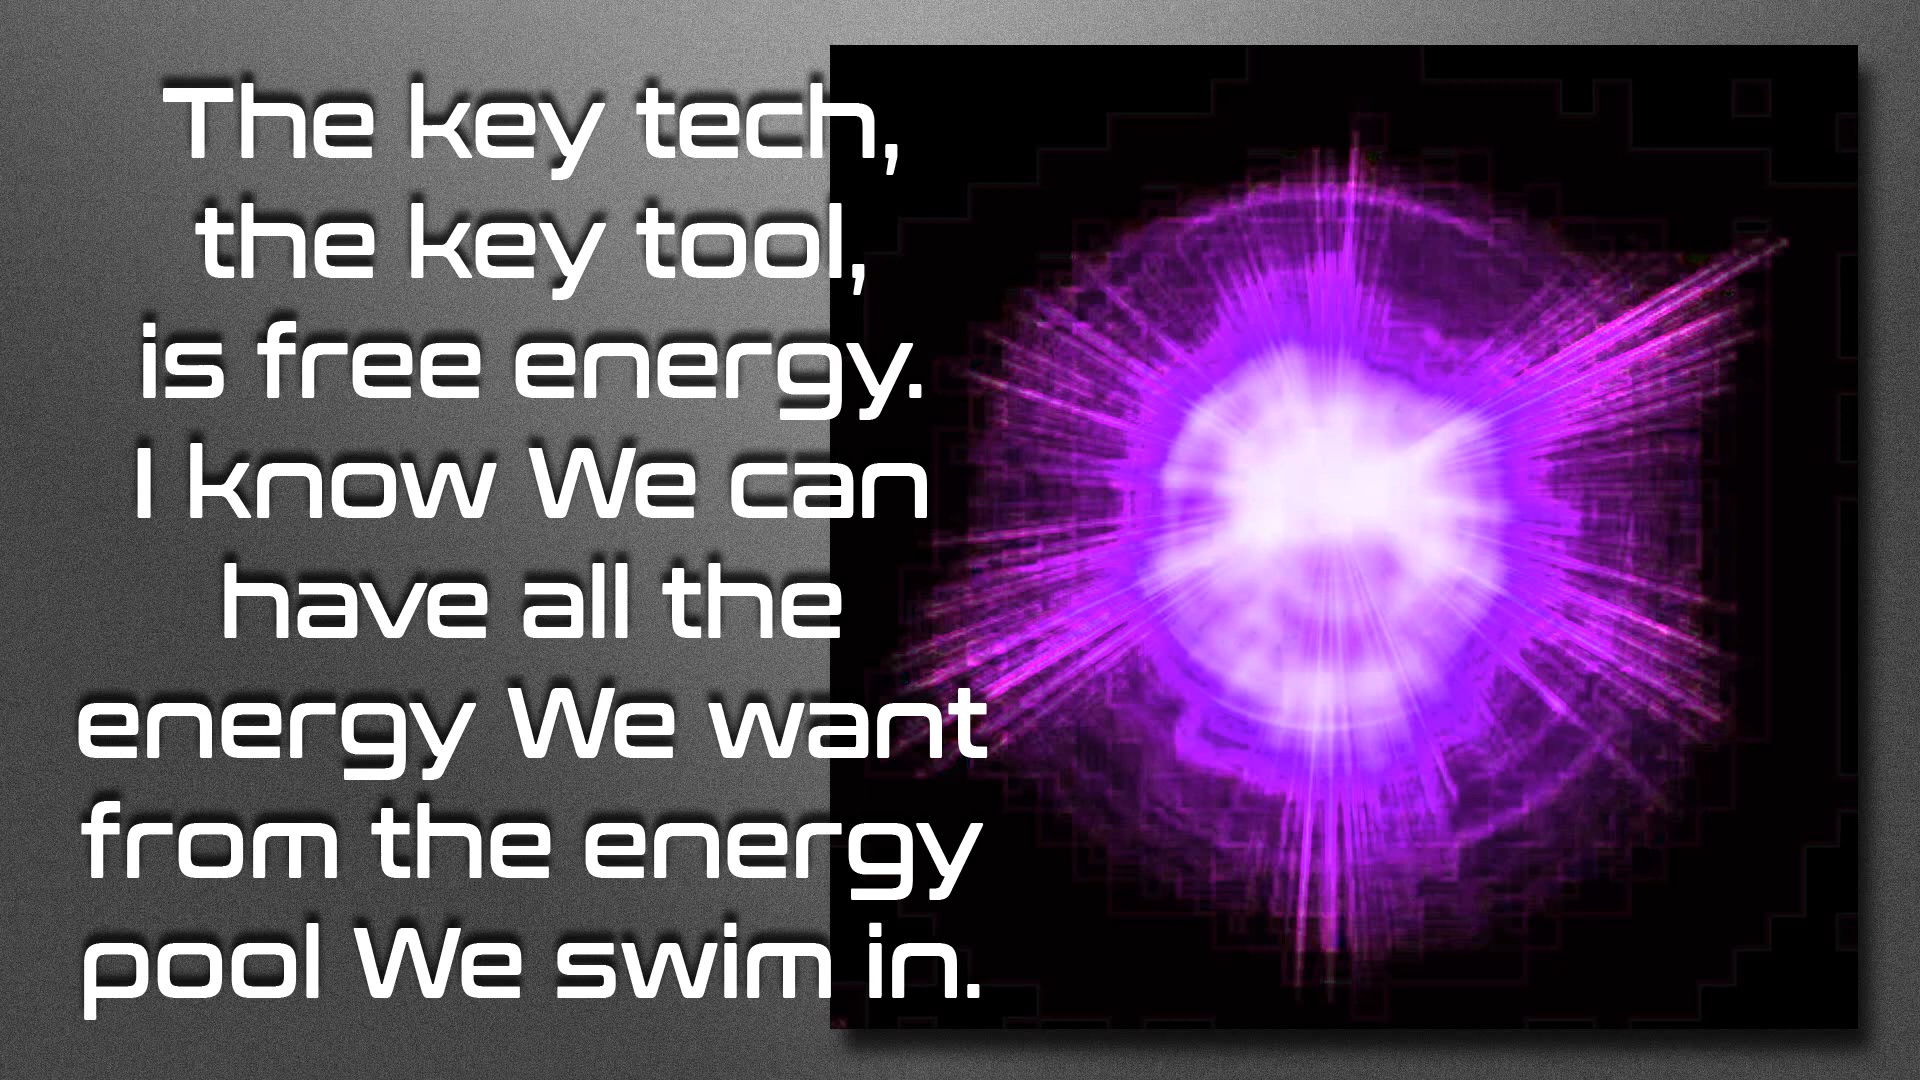 The key tech,
the key tool,
is free energy.
I know We can
have all the
energy We want
from the energy
pool We swim in.